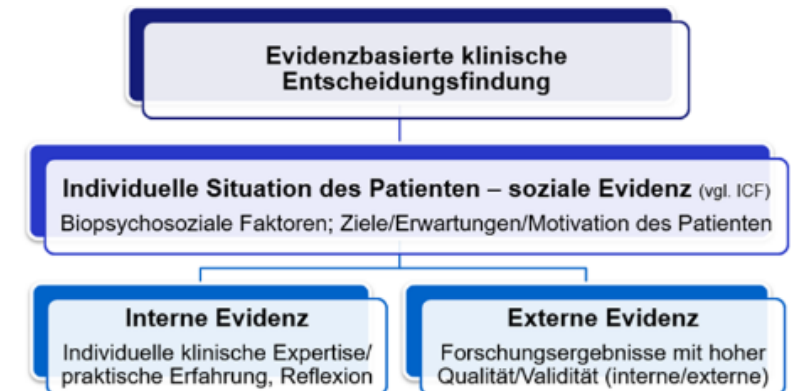 Evidenzbasierte klinische
Entscheidungsfindung
Individuelle Situation des Patienten – soziale Evidenz (vgl. ICF)
Biopsychosoziale Faktoren; Ziele/Erwartungen/Motivation des Patienten
Interne Evidenz
Individuelle klinische Expertise/
praktische Erfahrung, Reflexion
Externe Evidenz
Forschungsergebnisse mit hoher
Qualität/Validität (interne/externe)